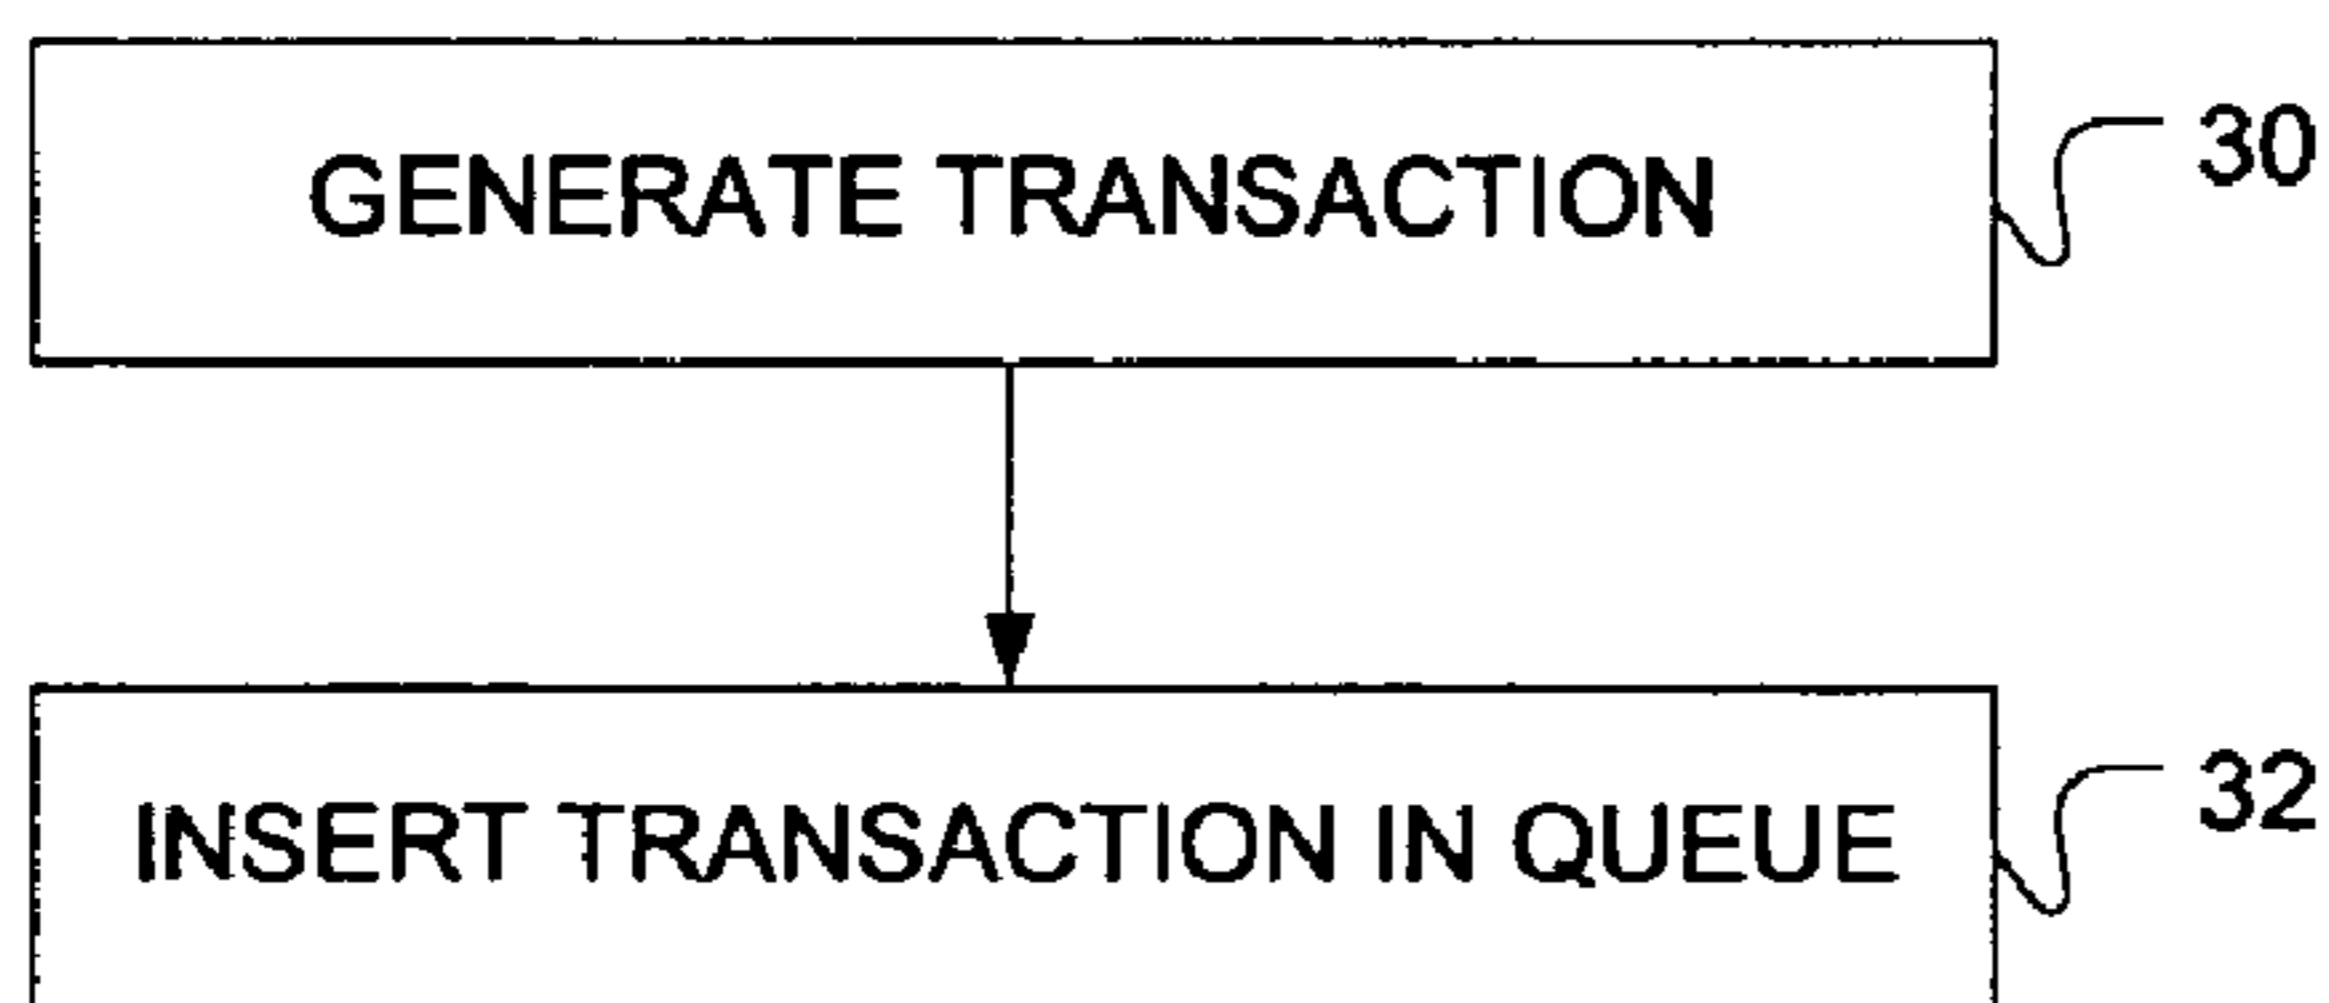 GENERATE TRANSACTION
30
INSERT TRANSACTION IN QUEUE
32